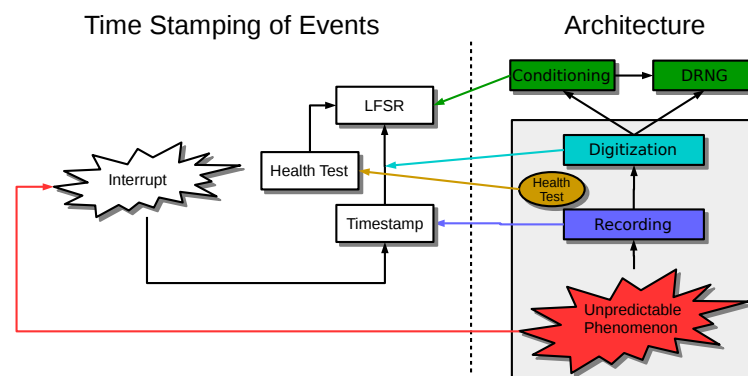 Time Stamping of Events
Architecture
Conditioning
DRNG
LFSR
Digitization
Health Test
Interrupt
Health
Test
Timestamp
Recording
Unpredictable
Phenomenon